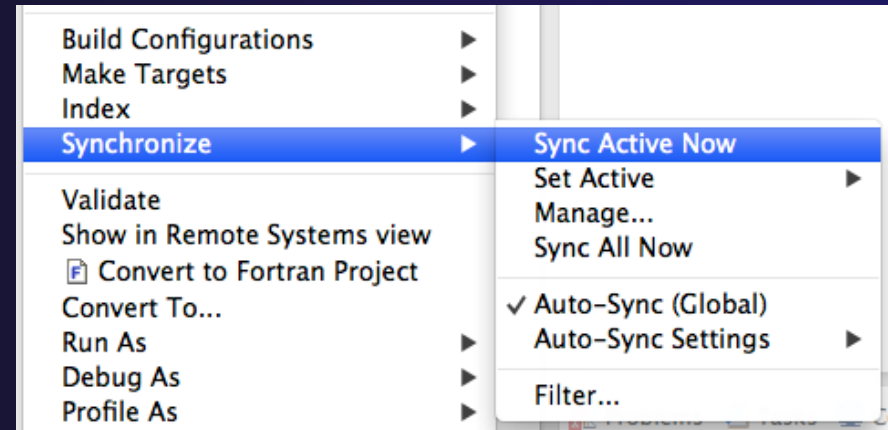 Build Configurations
Make Targets
Index
Synchronize
Validate
Show in Remote Systems view
Convert to Fortran Project
Convert To...
Run As
Debug As
Profile As
Sync Active Now
Set Active
Manage...
Sync All Now
✓ Auto-Sync (Global)
Auto-Sync Settings
Filter...